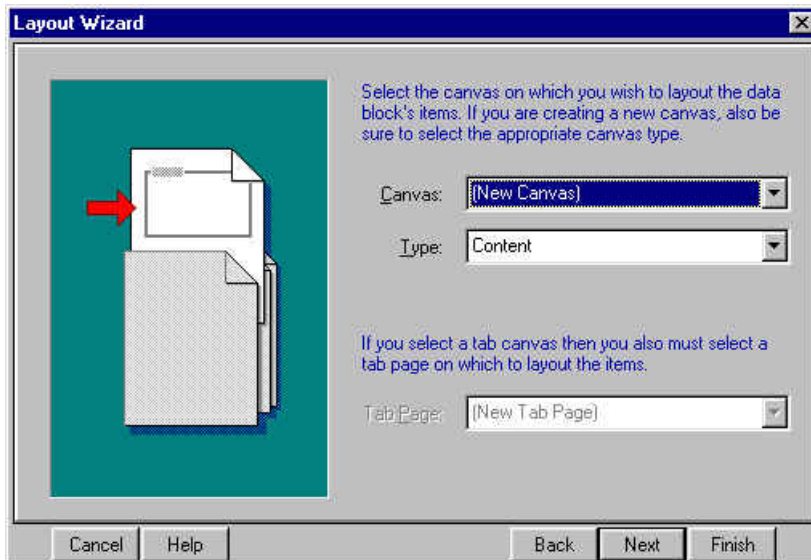 Layout Wizard
Select the canvas on which you wish to layout the data
block's items. If you are creating a new canvas, also be
sure to select the appropriate canvas type.
Canvas: (New Canvas)
Type: Content
If you select a tab canvas then you also must select a
tab page on which to layout the items.
Tab Page: (New Tab Page)
Cancel Help Back Next Finish